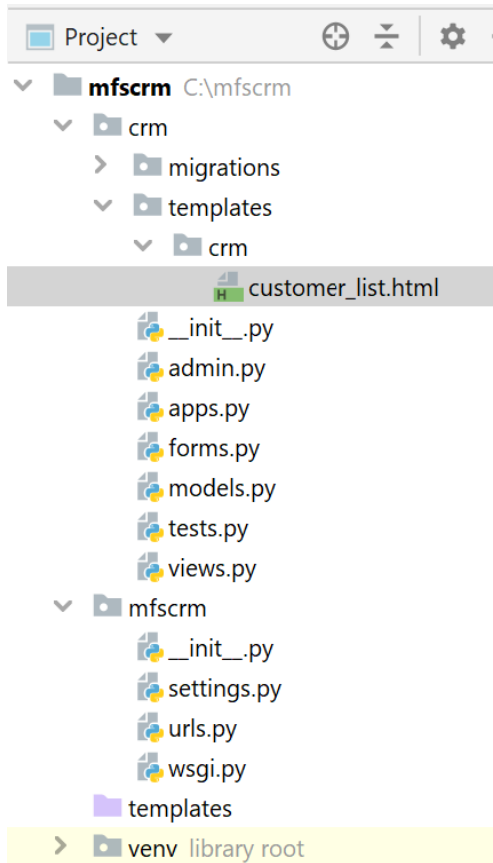 Project
mfscrm C:\mfscrm
crm
migrations
templates
crm
H customer_list.html
__init__.py
admin.py
apps.py
forms.py
models.py
tests.py
views.py
mfscrm
__init__.py
settings.py
urls.py
wsgi.py
templates
venv library root